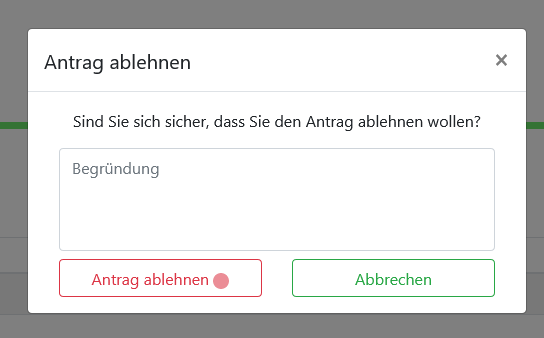 Antrag ablehnen
×
Sind Sie sich sicher, dass Sie den Antrag ablehnen wollen?
Begründung
Antrag ablehnen
Abbrechen